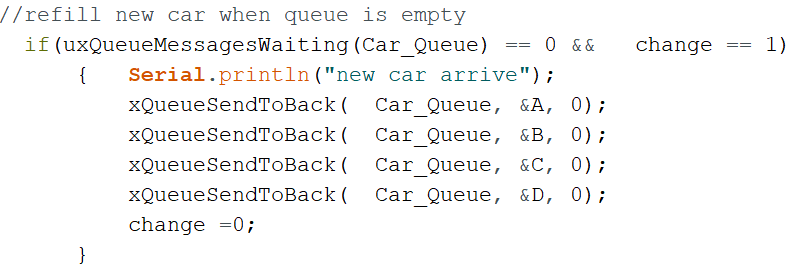 //refill new car when queue is empty
if(uxQueueMessagesWaiting(Car_Queue) == 0 && change == 1)
{ Serial.println("new car arrive");
xQueueSendToBack( Car_Queue, &A, 0);
xQueueSendToBack( Car_Queue, &B, 0);
xQueueSendToBack( Car_Queue, &C, 0);
xQueueSendToBack( Car_Queue, &D, 0);
change =0;
}